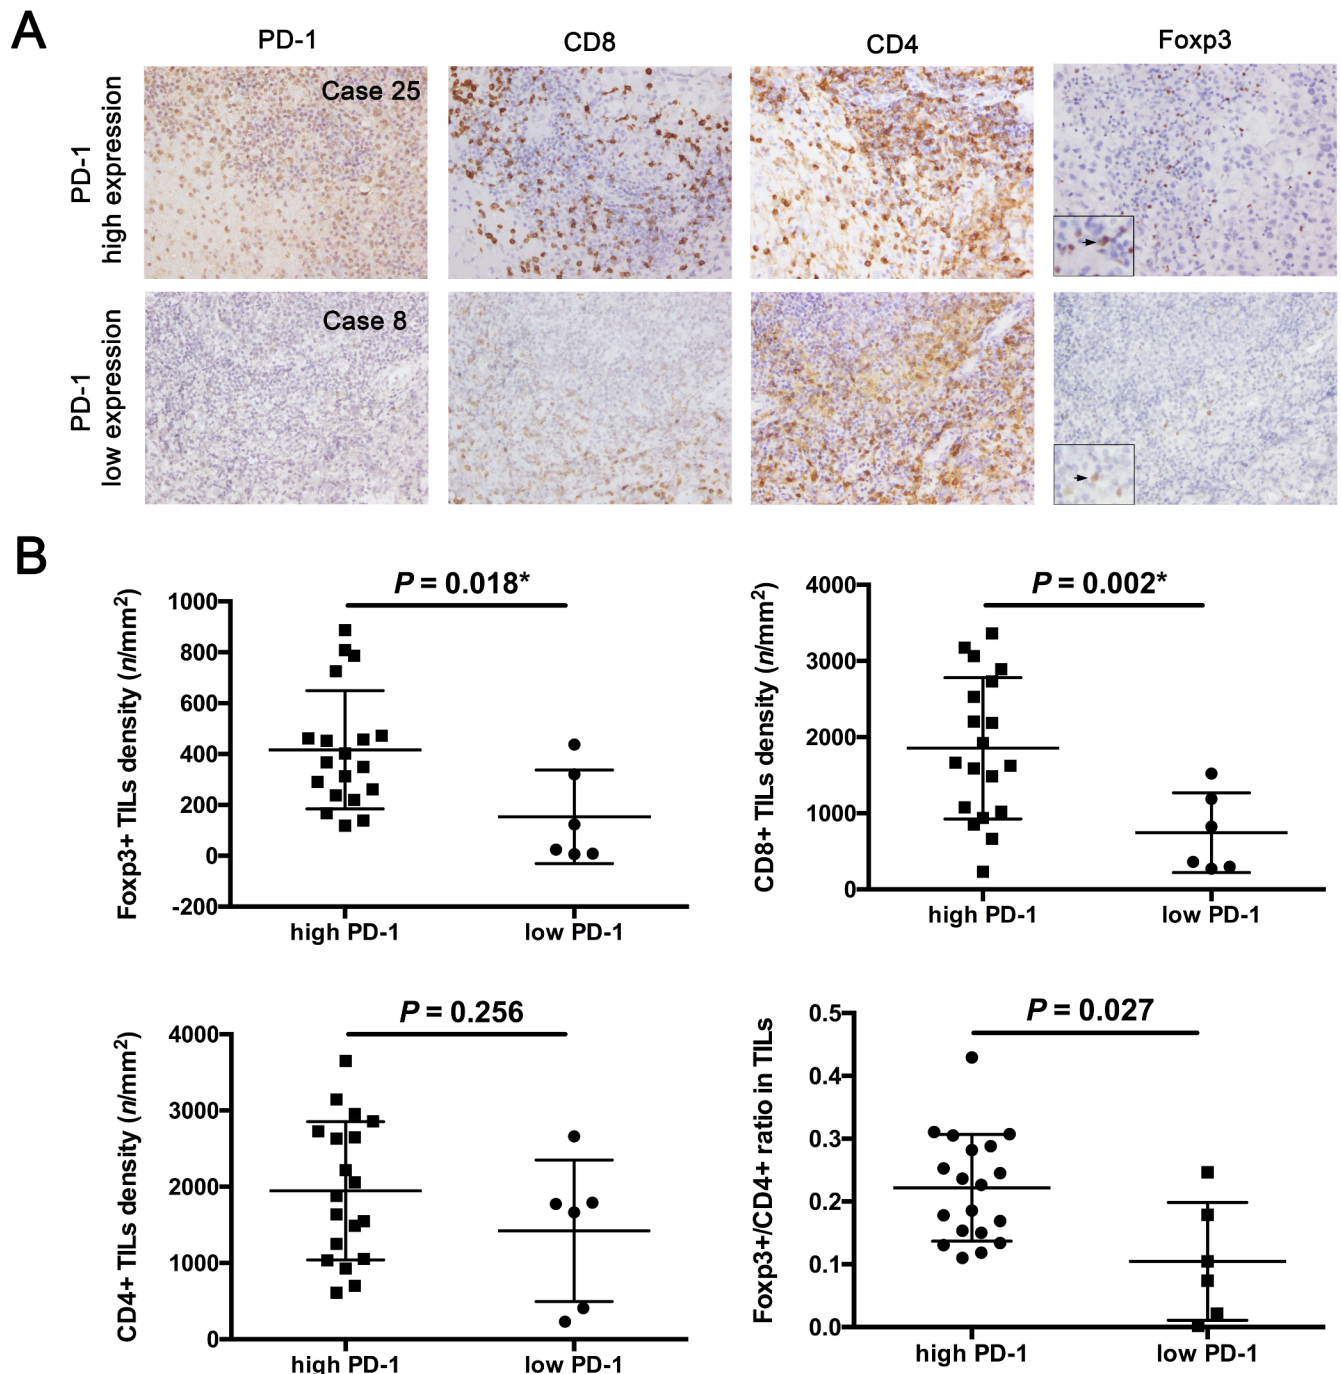 A
PD-1
CD8
CD4
Foxp3
PD-1
high expression
Case 25
PD-1
low expression
Case 8
B
P = 0.018*
Foxp3+ TILs density (n/mm²)
1000
800
600
400
200
0
-200
high PD-1
low PD-1
P = 0.002*
CD8+ TILs density (n/mm²)
4000
3000
2000
1000
0
high PD-1
low PD-1
P = 0.256
CD4+ TILs density (n/mm²)
4000
3000
2000
1000
0
high PD-1
low PD-1
P = 0.027
Foxp3+/CD4+ ratio in TILs
0.5
0.4
0.3
0.2
0.1
0.0
high PD-1
low PD-1